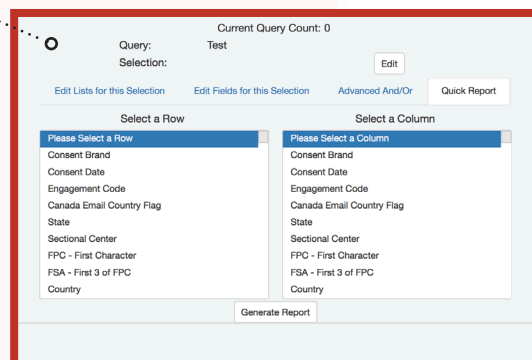 Current Query Count: 0
Query: Test
Selection: Edit
Edit Lists for this Selection Edit Fields for this Selection Advanced And/Or Quick Report
Select a Row
Please Select a Row
Consent Brand
Consent Date
Engagement Code
Canada Email Country Flag
State
Sectional Center
FPC - First Character
FSA - First 3 of FPC
Country
Select a Column
Please Select a Column
Consent Brand
Consent Date
Engagement Code
Canada Email Country Flag
State
Sectional Center
FPC - First Character
FSA - First 3 of FPC
Country
Generate Report